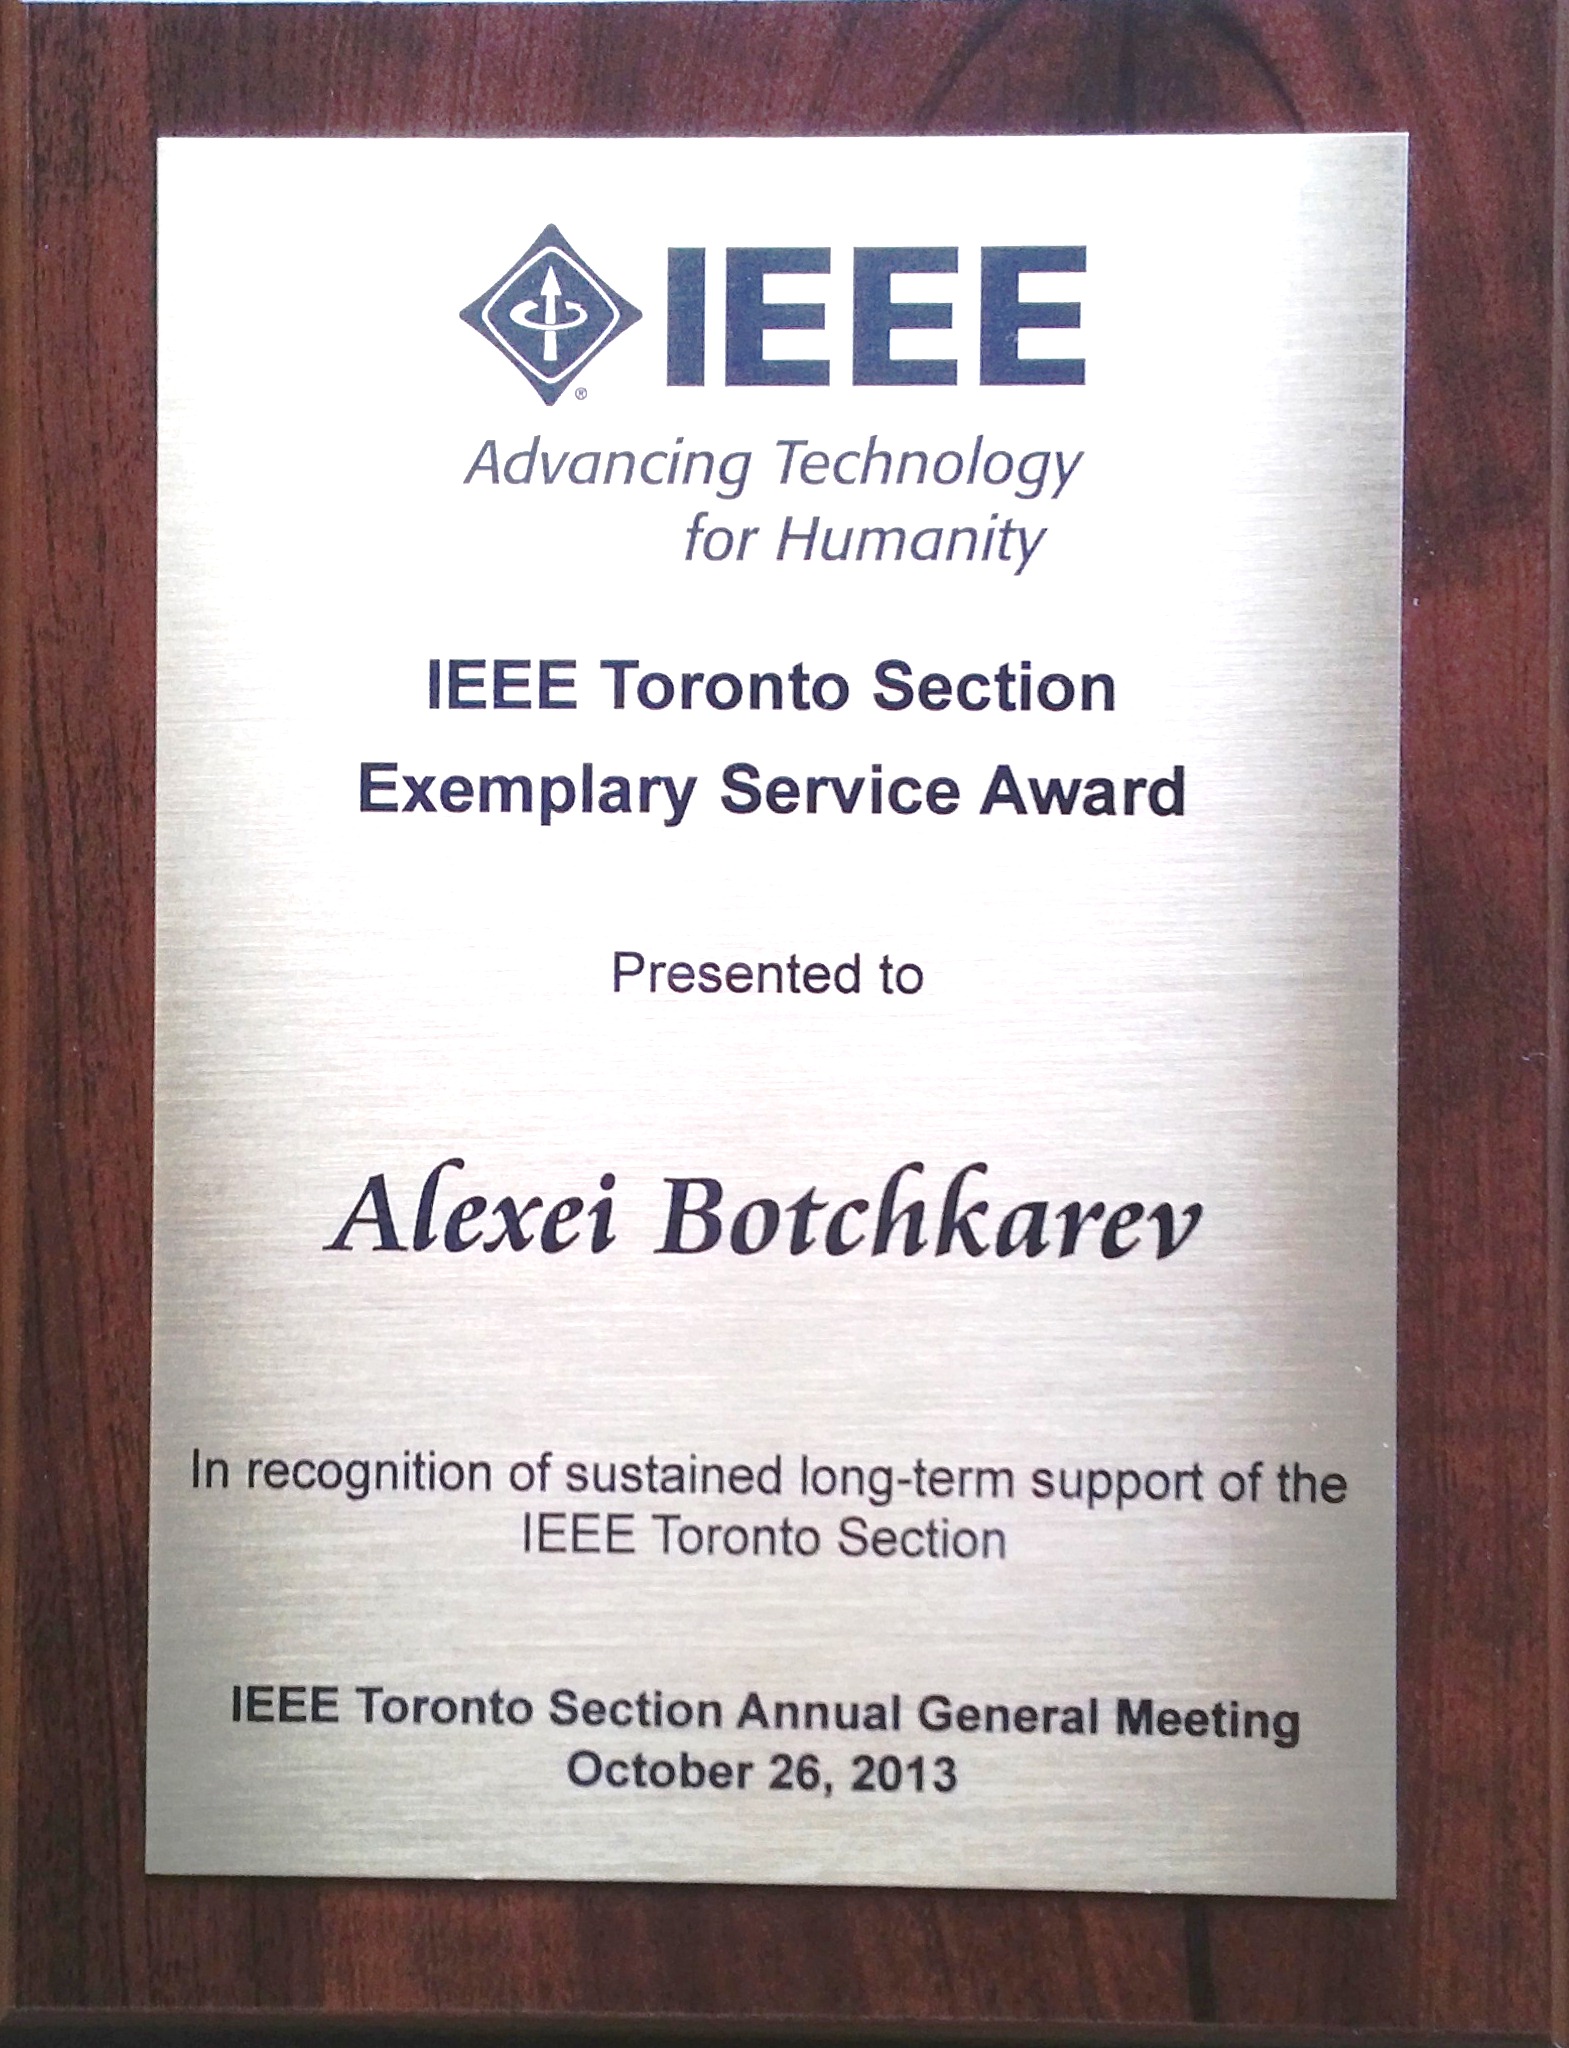 IEEE
Advancing Technology
for Humanity
IEEE Toronto Section
Exemplary Service Award
Presented to
Alexei Botchkarev
In recognition of sustained long-term support of the
IEEE Toronto Section
IEEE Toronto Section Annual General Meeting
October 26, 2013